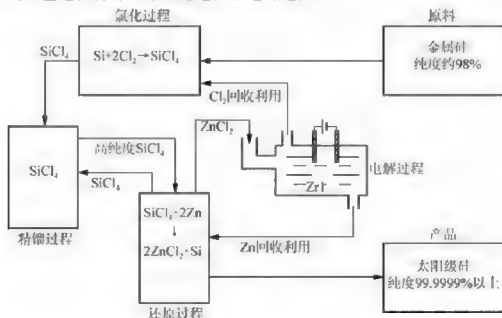 氯化过程
原料
SiCl₄
Si+2Cl₂→SiCl₄
金属硅
纯度约98%
Cl₂回收利用
ZnCl₂
高纯度SiCl₄
SiCl₄
SiCl₄
电解过程
精馏过程
SiCl₄·2Zn
↓
2ZnCl₂·Si
Zn回收利用
产品
太阳级硅
纯度99.9999%以上
还原过程